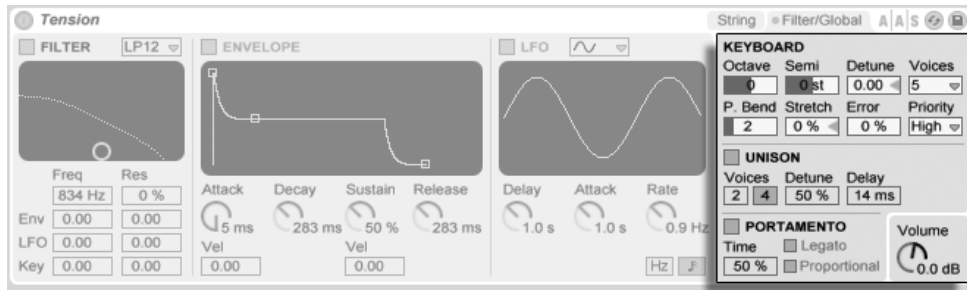 Tension String Filter/Global A A S
FILTER LP12
Freq Res
834 Hz 0 %
Env 0.00 0.00
LFO 0.00 0.00
Key 0.00 0.00
ENVELOPE
Attack Decay Sustain Release
5 ms 283 ms 50 % 283 ms
Vel Vel
0.00 0.00
LFO
Delay Attack Rate
1.0 s 1.0 s 0.9 Hz
Hz
KEYBOARD
Octave Semi Detune Voices
0 0 st 0.00 5
P. Bend Stretch Error Priority
2 0 % 0 % High
UNISON
Voices Detune Delay
2 4 50 % 14 ms
PORTAMENTO
Time Legato
50 % Proportional
Volume
0.0 dB